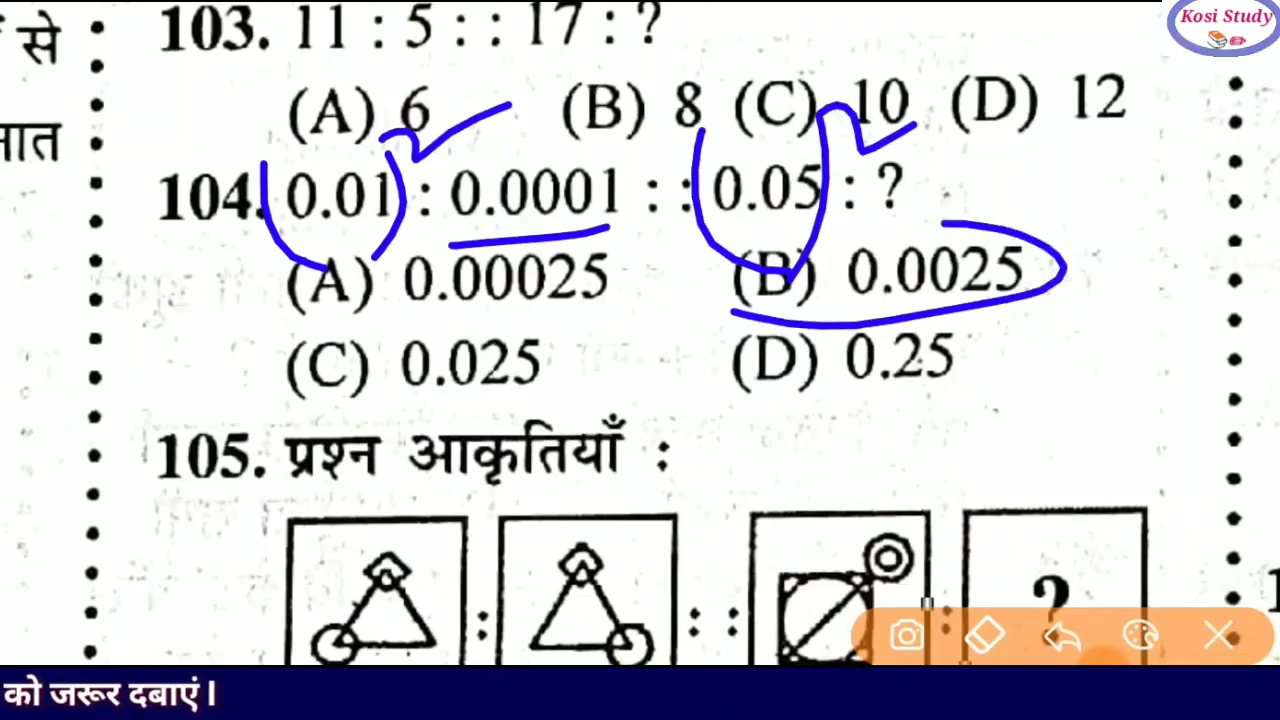 Kosi Study
से
103. 11 : 5 : : 17 : ?
(A) 6 (B) 8 (C) 10 (D) 12
104. 0.01 : 0.0001 : : 0.05 : ?
(A) 0.00025 (B) 0.0025
(C) 0.025 (D) 0.25
105. प्रश्न आकृतियाँ :
: : : : ?
को जरूर दबाएं।